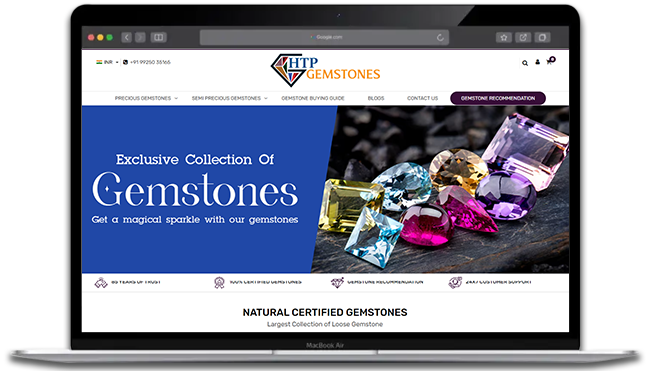 Google.com
INR
+91 99250 35165
HTP
GEMSTONES
0
PRECIOUS GEMSTONES
SEMI PRECIOUS GEMSTONES
GEMSTONE BUYING GUIDE
BLOGS
CONTACT US
GEMSTONE RECOMMENDATION
Exclusive Collection Of
Gemstones
Get a magical sparkle with our gemstones
65 YEARS OF TRUST
100% CERTIFIED GEMSTONES
GEMSTONE RECOMMENDATION
24X7 CUSTOMER SUPPORT
NATURAL CERTIFIED GEMSTONES
Largest Collection of Loose Gemstone
MacBook Air